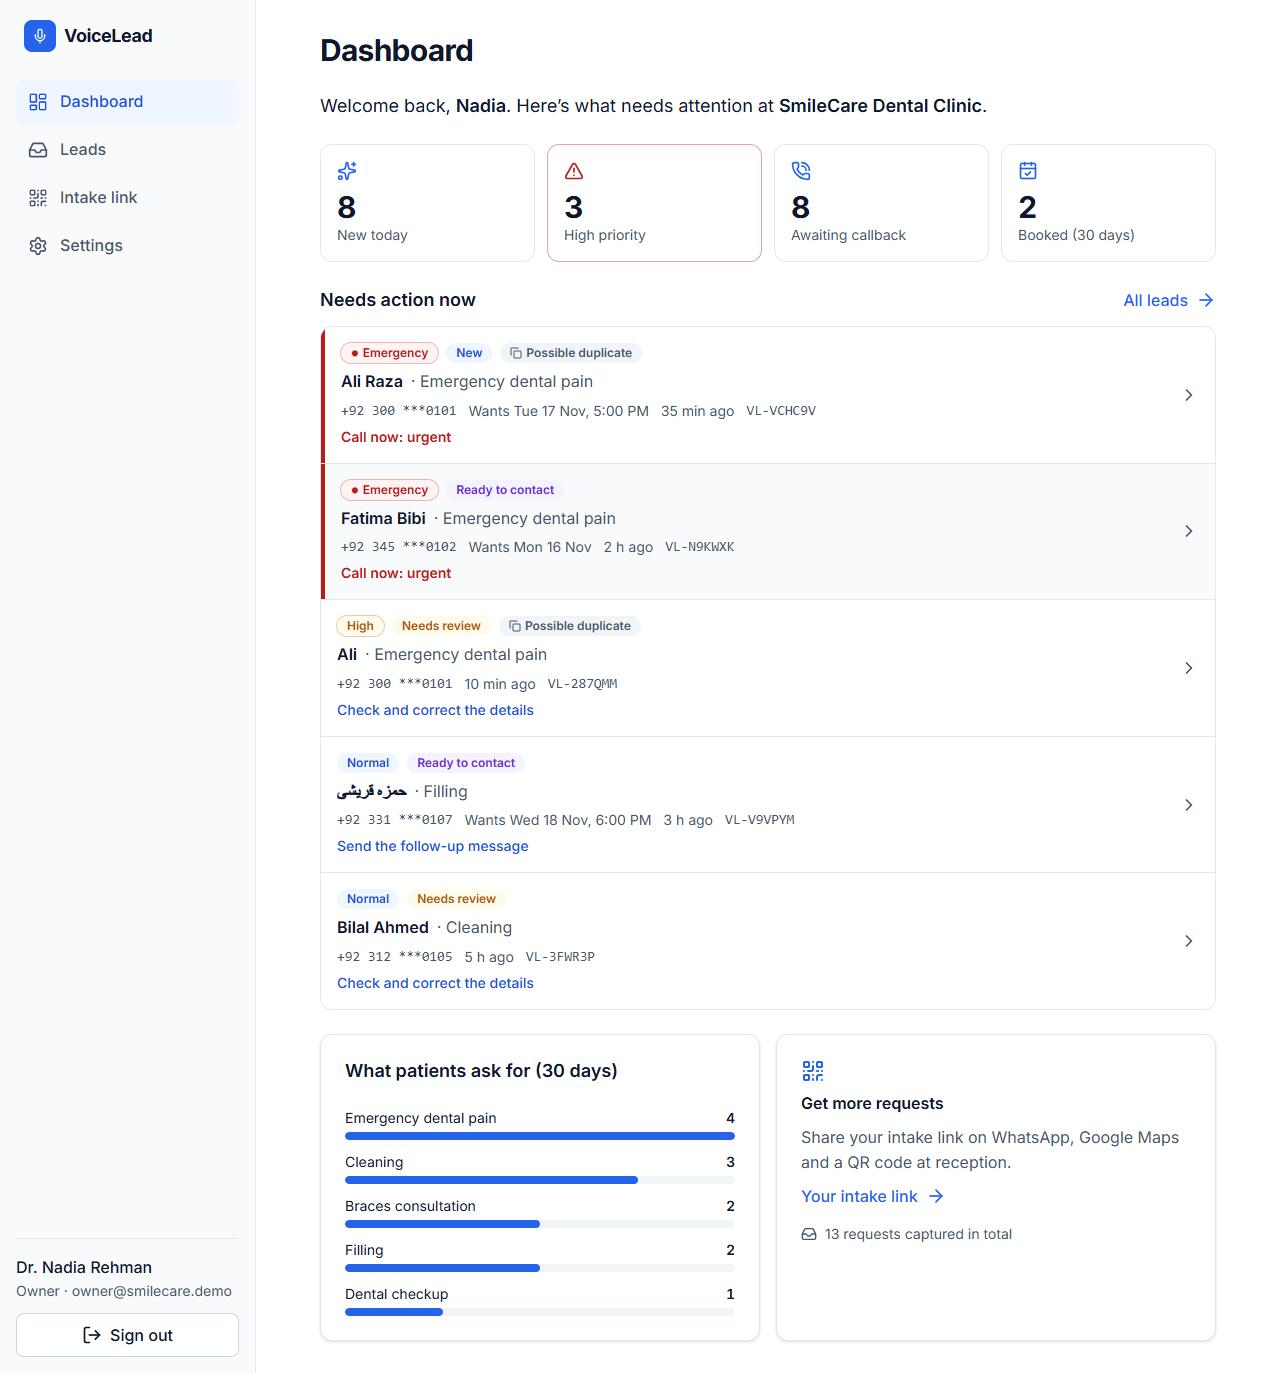 VoiceLead
Dashboard
Leads
Intake link
Settings
Dr. Nadia Rehman
Owner · owner@smilecare.demo
Sign out
Dashboard
Welcome back, Nadia. Here’s what needs attention at SmileCare Dental Clinic.
8
New today
3
High priority
8
Awaiting callback
2
Booked (30 days)
Needs action now
All leads
Emergency New Possible duplicate
Ali Raza · Emergency dental pain
+92 300 ***0101 Wants Tue 17 Nov, 5:00 PM 35 min ago VL-VCHC9V
Call now: urgent
Emergency Ready to contact
Fatima Bibi · Emergency dental pain
+92 345 ***0102 Wants Mon 16 Nov 2 h ago VL-N9KWXK
Call now: urgent
High Needs review Possible duplicate
Ali · Emergency dental pain
+92 300 ***0101 10 min ago VL-287QMM
Check and correct the details
Normal Ready to contact
حمزہ قریشی · Filling
+92 331 ***0107 Wants Wed 18 Nov, 6:00 PM 3 h ago VL-V9VPYM
Send the follow-up message
Normal Needs review
Bilal Ahmed · Cleaning
+92 312 ***0105 5 h ago VL-3FWR3P
Check and correct the details
What patients ask for (30 days)
Emergency dental pain 4
Cleaning 3
Braces consultation 2
Filling 2
Dental checkup 1
Get more requests
Share your intake link on WhatsApp, Google Maps
and a QR code at reception.
Your intake link
13 requests captured in total